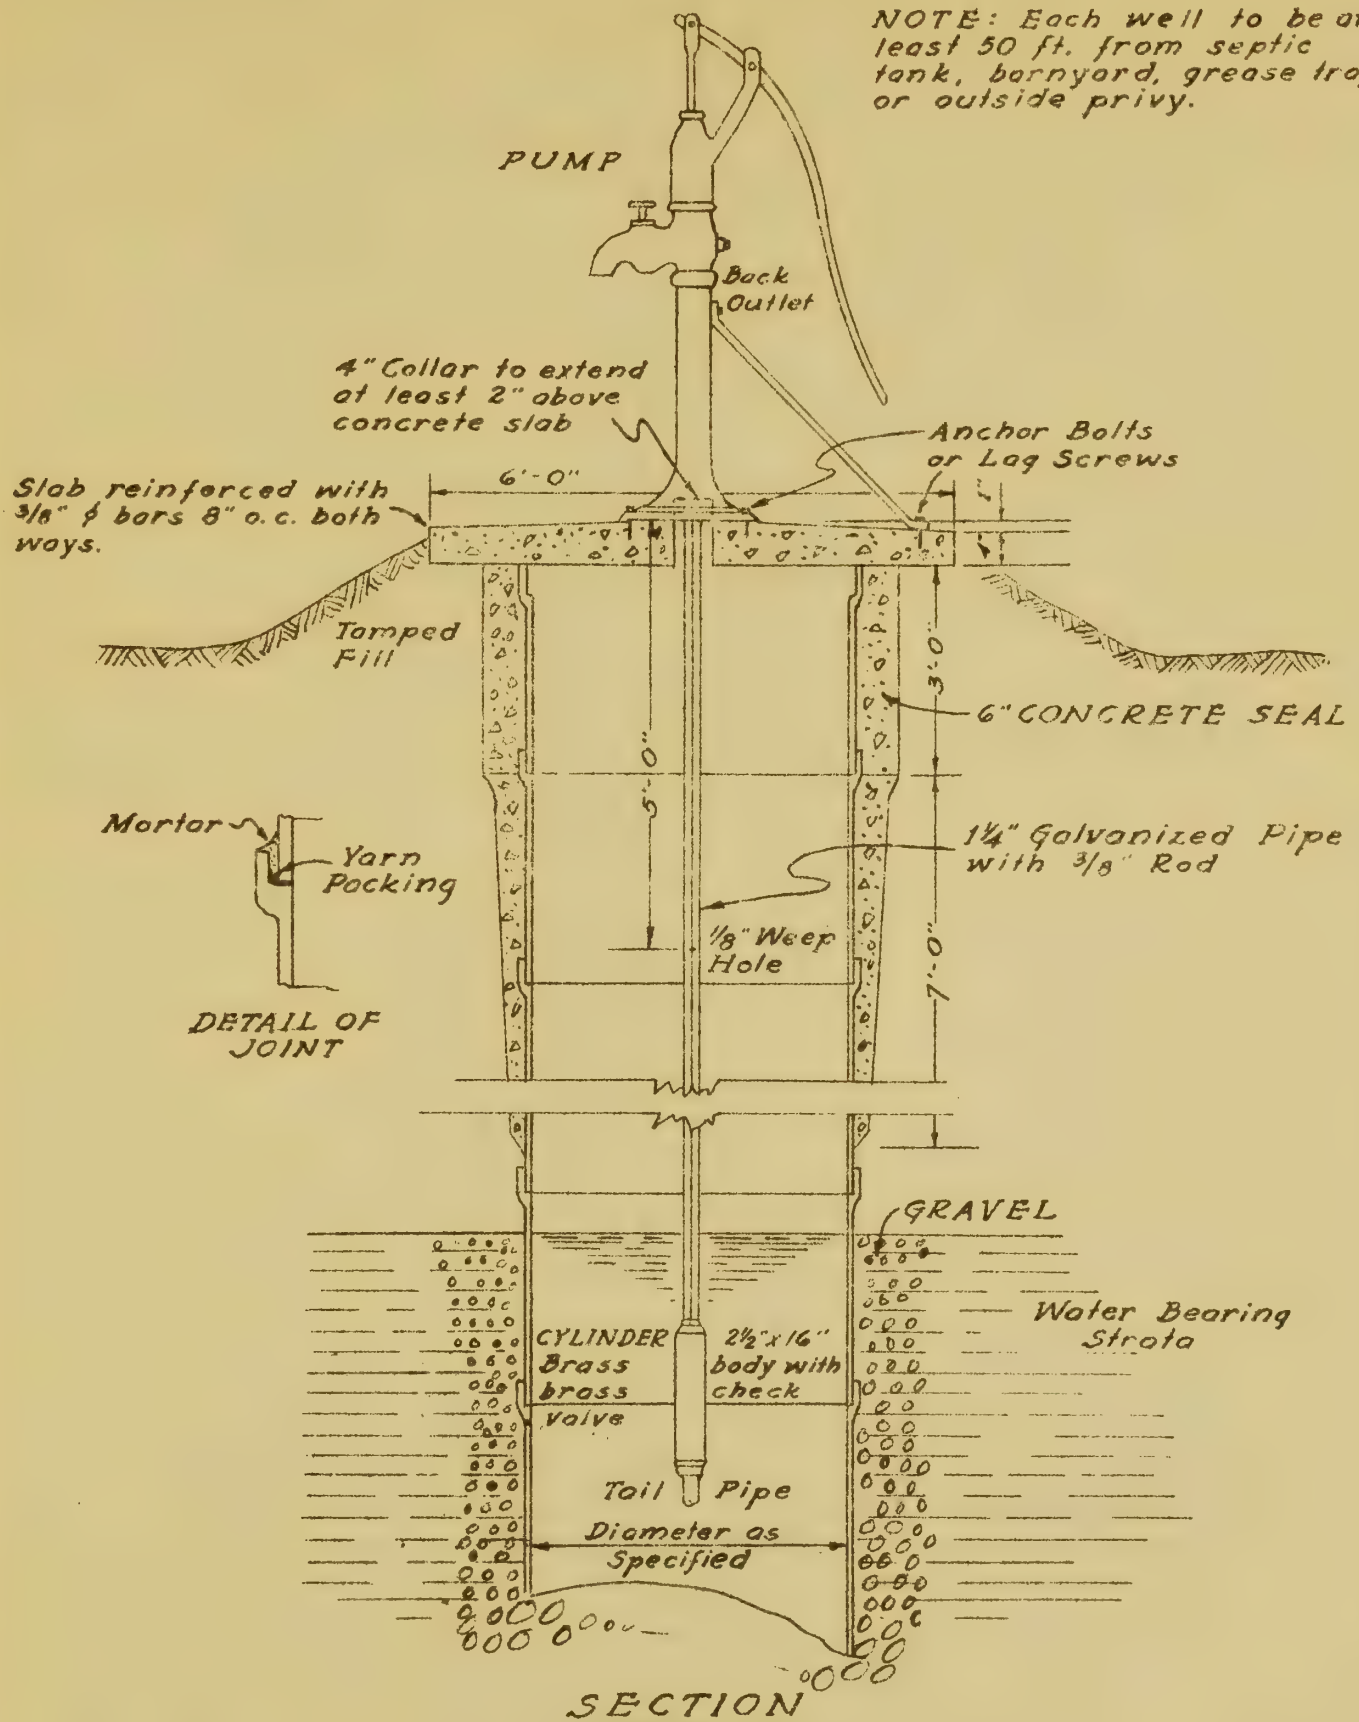 NOTE: Each well to be at
least 50 ft. from septic
tank, barnyard, grease trap
or outside privy.
PUMP
Back
Outlet
4" Collar to extend
at least 2" above
concrete slab
Anchor Bolts
or Lag Screws
6'-0"
1"
Slab reinforced with
3/8" ϕ bars 8" o.c. both
ways.
Tamped
Fill
3'-0"
6" CONCRETE SEAL
5'-0"
Mortar
Yarn
Packing
1¼" Galvanized Pipe
with 3/8" Rod
1/8" Weep
Hole
7'-0"
DETAIL OF
JOINT
GRAVEL
Water Bearing
Strata
CYLINDER 2½" x 16"
Brass body with
brass check
valve
Tail Pipe
Diameter as
Specified
SECTION